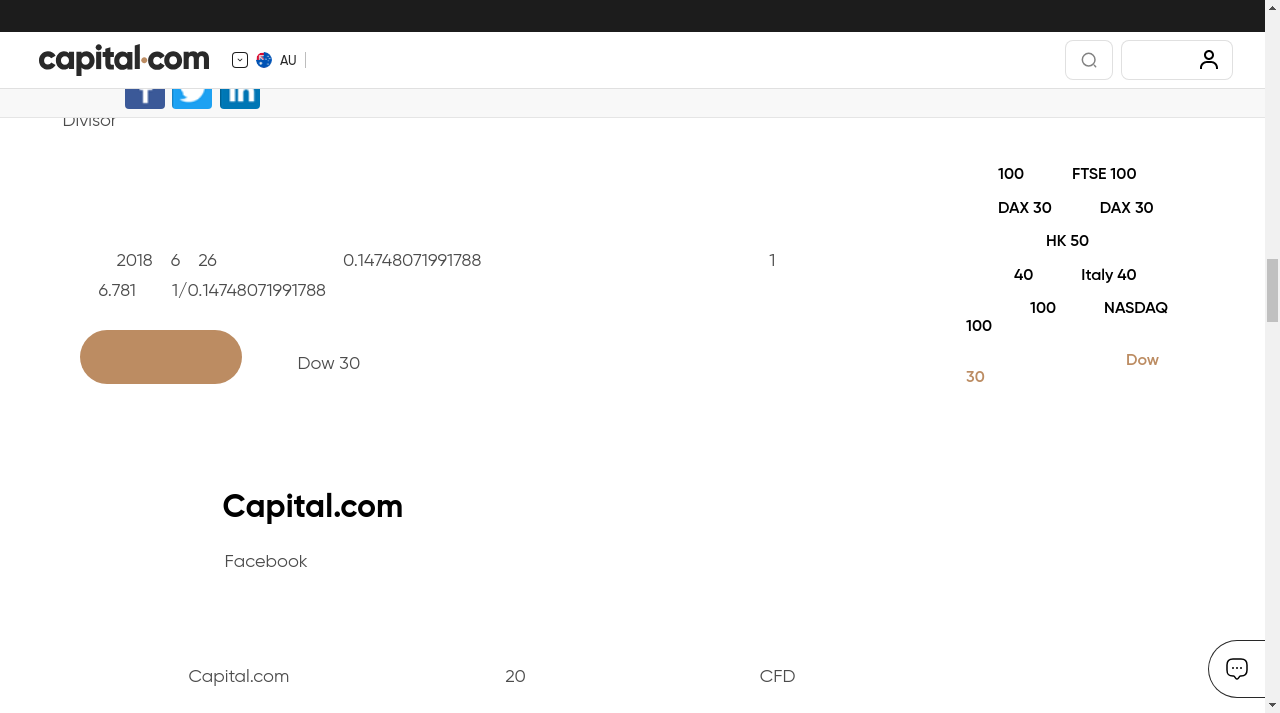 capital.com
AU
Divisor
2018 6 26 0.14748071991788 1
6.781 1/0.14748071991788
Dow 30
100 FTSE 100
DAX 30 DAX 30
HK 50
40 Italy 40
100 NASDAQ
100
Dow
30
Capital.com
Facebook
Capital.com 20 CFD